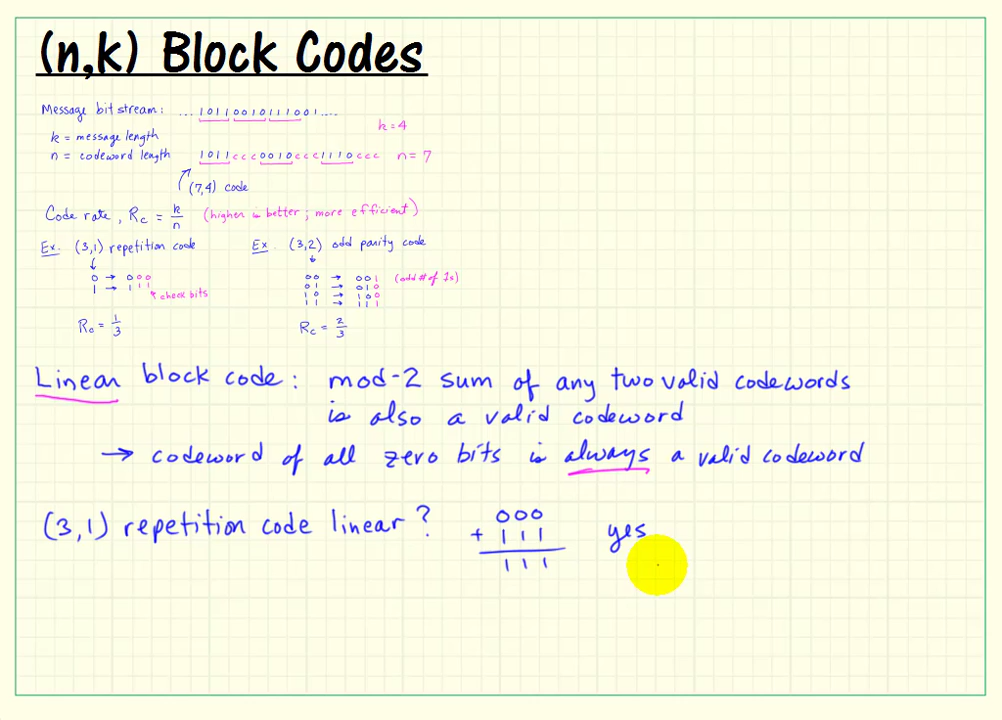 (n,k) Block Codes
Message bit stream: ...101100101110 01....
k = 4
k = message length
n = codeword length 1011ccc0010ccc1110ccc n = 7
(7,4) code
Code rate, Rc = k/n (higher is better; more efficient)
Ex. (3,1) repetition code Ex. (3,2) odd parity code
0 → 000 00 → 001 (odd # of 1s)
1 → 111 01 → 010
check bits 10 → 100
11 → 111
Rc = 1/3 Rc = 2/3
Linear block code: mod-2 sum of any two valid codewords
is also a valid codeword
→ codeword of all zero bits is always a valid codeword
(3,1) repetition code linear? 000
+ 111 yes
111